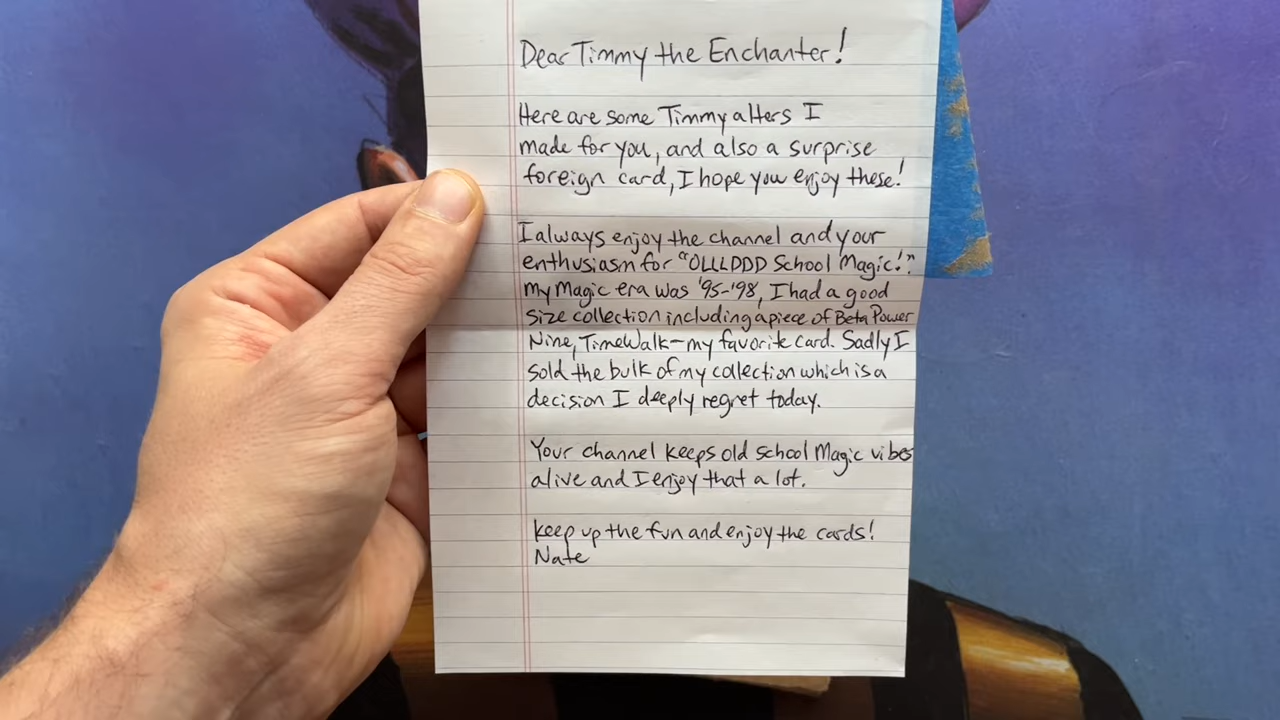 Dear Timmy the Enchanter!
Here are some Timmy alters I
made for you, and also a surprise
foreign card, I hope you enjoy these!
I always enjoy the channel and your
enthusiasm for "OLLLDDD School Magic!"
My Magic era was '95-'98, I had a good
size collection including a piece of Beta Power
Nine, Time Walk-my favorite card. Sadly I
sold the bulk of my collection which is a
decision I deeply regret today.
Your channel keeps old school Magic vibes
alive and I enjoy that a lot.
Keep up the fun and enjoy the cards!
Nate